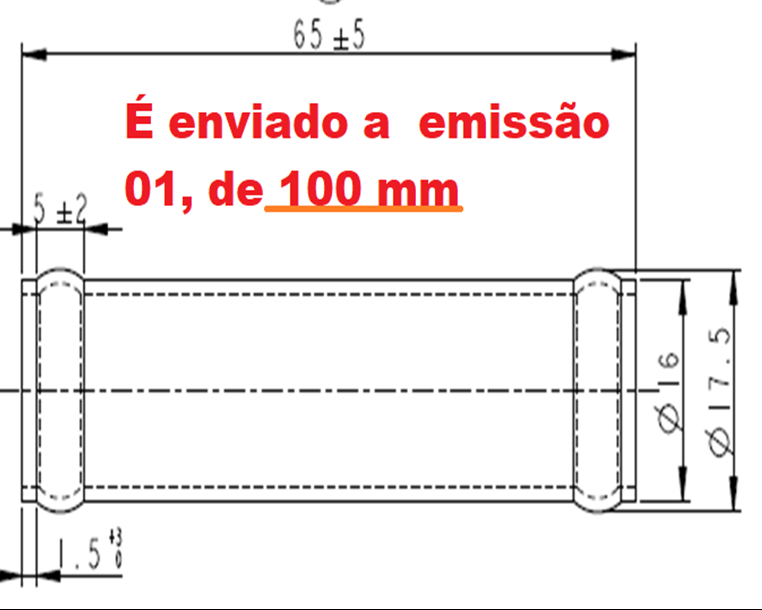 65 ±5
É enviado a emissão
01, de 100 mm
5 ±2
Ø16
Ø17.5
1.5 +3 0